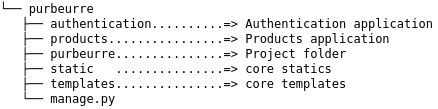 └── purbeurre
    ├── authentication..........=> Authentication application
    ├── products................=> Products application
    ├── purbeurre...............=> Project folder
    ├── static   ...............=> core statics
    ├── templates...............=> core templates
    └── manage.py